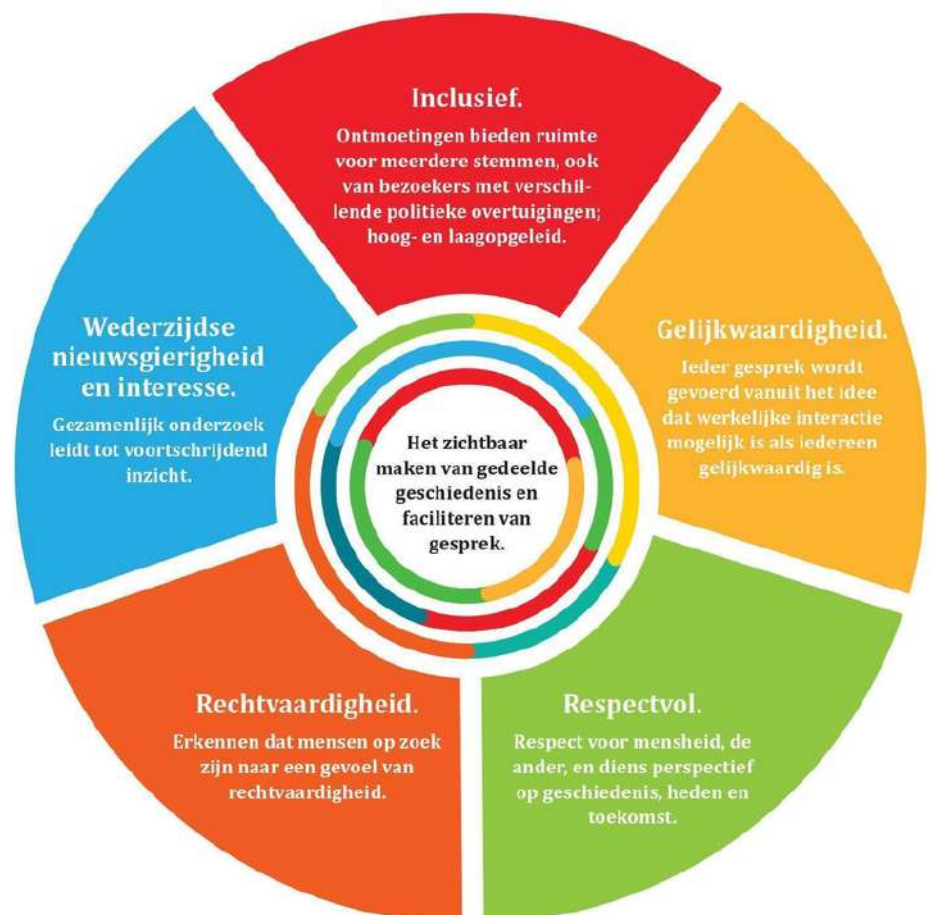 Inclusief.
Ontmoetingen bieden ruimte
voor meerdere stemmen, ook
van bezoekers met verschil-
lende politieke overtuigingen;
hoog- en laagopgeleid.
Gelijkwaardigheid.
Ieder gesprek wordt
gevoerd vanuit het idee
dat werkelijke interactie
mogelijk is als iedereen
gelijkwaardig is.
Respectvol.
Respect voor mensheid, de
ander, en diens perspectief
op geschiedenis, heden en
toekomst.
Rechtvaardigheid.
Erkennen dat mensen op zoek
zijn naar een gevoel van
rechtvaardigheid.
Wederzijdse
nieuwsgierigheid
en interesse.
Gezamenlijk onderzoek
leidt tot voortschrijdend
inzicht.
Het zichtbaar
maken van gedeelde
geschiedenis en
faciliteren van
gesprek.